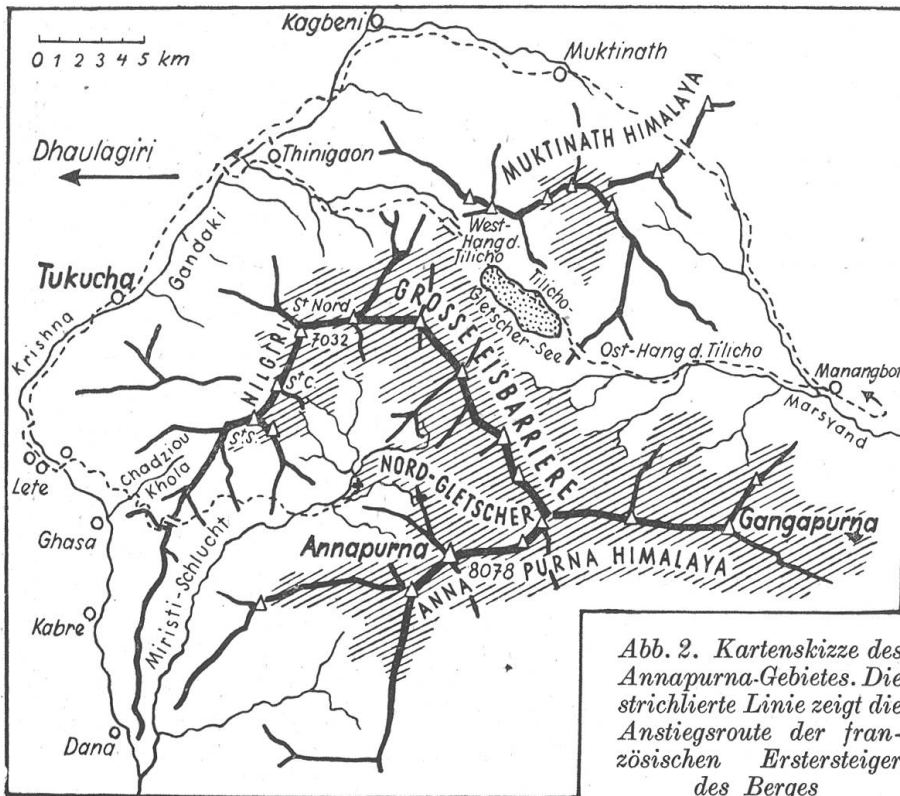 Kagbeni
0 1 2 3 4 5 km
Muktinath
MUKTINATH HIMALAYA
Dhaulagiri
Thinigaon
West-
Hang d.
Tilicho
Tilicho-
Gletscher-See
Gandaki
Krishna
Tukucha
St Nord
7032
GROSSE EISBARRIERE
NILGIRI
St C.
St S.
Ost-Hang d. Tilicho
Manangbot
Marsyand
Chadziou
Khola
Lete
NORD-GLETSCHER
Ghasa
Miristi-Schlucht
Annapurna
8078
ANNAPURNA HIMALAYA
Gangapurna
Kabre
Dana
Abb. 2. Kartenskizze des
Annapurna-Gebietes. Die
strichlierte Linie zeigt die
Anstiegsroute der fran-
zösischen Erstersteiger
des Berges